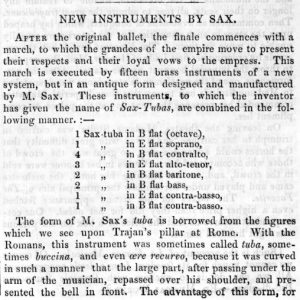 NEW INSTRUMENTS BY SAX.
AFTER the original ballet, the finale commences with a
march, to which the grandees of the empire move to present
their respects and their loyal vows to the empress. This
march is executed by fifteen brass instruments of a new
system, but in an antique form designed and manufactured
by M. Sax. These instruments, to which the inventor
has given the name of Sax-Tubas, are combined in the fol-
lowing manner. :—
1 Sax-tuba in B flat (octave),
1 „ in E flat soprano,
4 „ in B flat contralto,
3 „ in E flat alto-tenor,
2 „ in B flat baritone,
2 „ in B flat bass,
1 „ in E flat coutra-basso,
1 „ in E flat contra-basso.
The form of M. Sax's tuba is borrowed from the figures
which we see upon Trajan's pillar at Rome. With the
Romans, this instrument was sometimes called tuba, some-
times buccina, and even ære recurvo, because it was curved
in such a manner that the large part, after passing under the
arm of the musician, repassed over his shoulder, and pre-
sented the bell in front. The advantage of this form, for